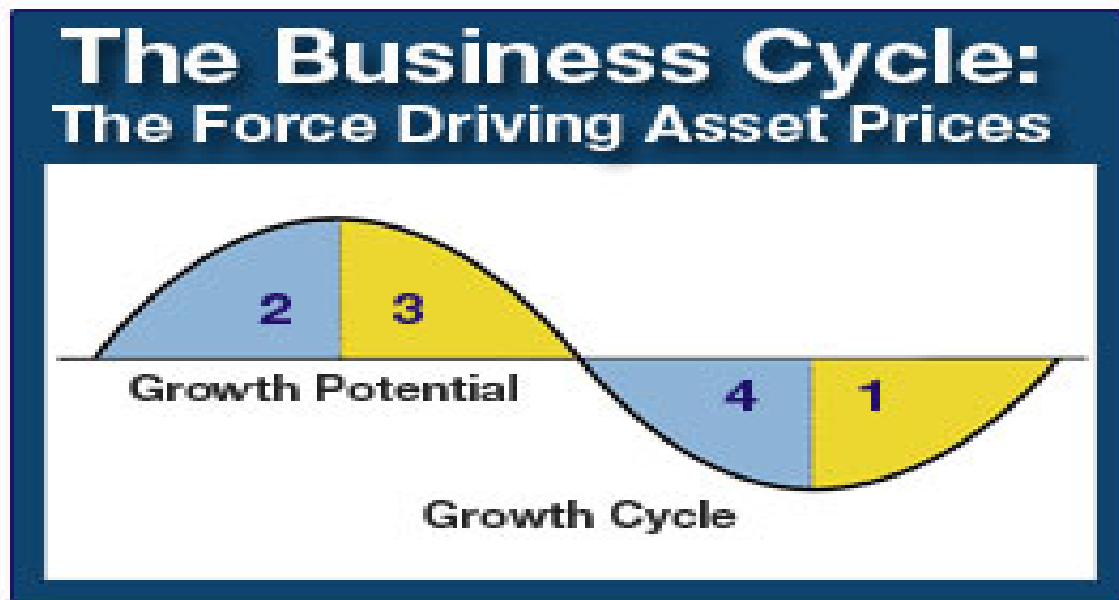 The Business Cycle:
The Force Driving Asset Prices
2 3
Growth Potential
4 1
Growth Cycle